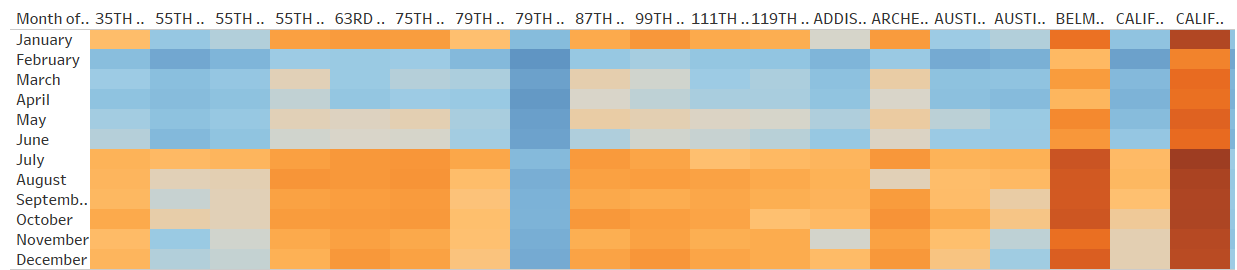 Month of.. 35TH .. 55TH .. 55TH .. 55TH .. 63RD .. 75TH .. 79TH .. 79TH .. 87TH .. 99TH .. 111TH .. 119TH .. ADDIS.. ARCHE.. AUSTI.. AUSTI.. BELM.. CALIF.. CALIF..
January
February
March
April
May
June
July
August
Septemb..
October
November
December